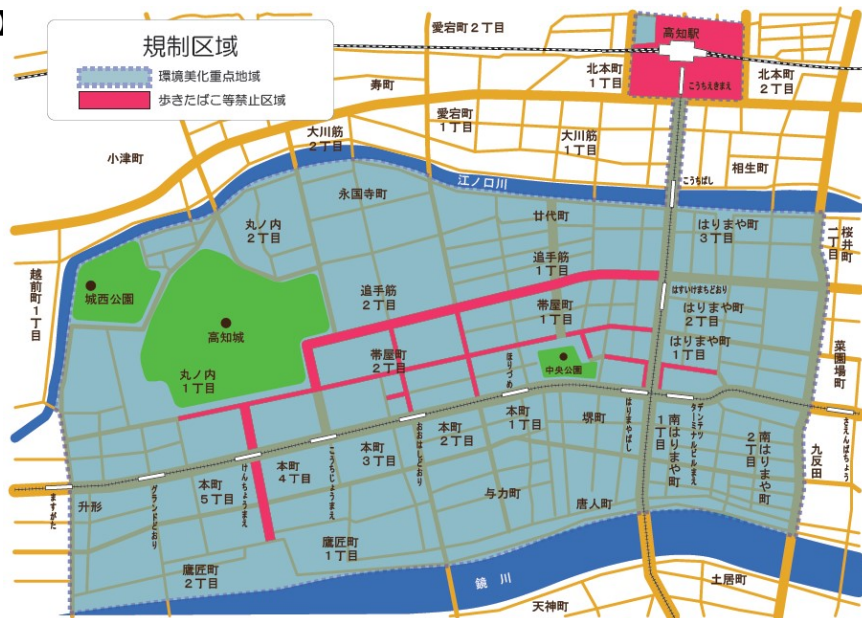 規制区域
環境美化重点地域
歩きたばこ等禁止区域
愛宕町2丁目
高知駅
北本町
1丁目
こうちえきまえ
北本町
2丁目
寿町
愛宕町
1丁目
大川筋
2丁目
大川筋
1丁目
小津町
相生町
江ノ口川
こうちばし
永国寺町
廿代町
丸ノ内
2丁目
はりまや町
3丁目
桜井町
一丁目
越前町1丁目
城西公園
追手筋
1丁目
追手筋
2丁目
はすいけまちどおり
高知城
帯屋町
1丁目
はりまや町
2丁目
はりまや町
1丁目
菜園場町
帯屋町
2丁目
ほりづめ
中央公園
丸ノ内
1丁目
本町
1丁目
堺町
はりまやばし
南はりまや町
1丁目
デンテツ
ターミナルビルまえ
南はりまや町
2丁目
さえんばちょう
九反田
本町
2丁目
おおはしどおり
本町
3丁目
こうちじょうまえ
本町
4丁目
けんちょうまえ
本町
5丁目
グランドどおり
升形
ますがた
与力町
唐人町
鷹匠町
1丁目
鷹匠町
2丁目
鏡川
土居町
天神町